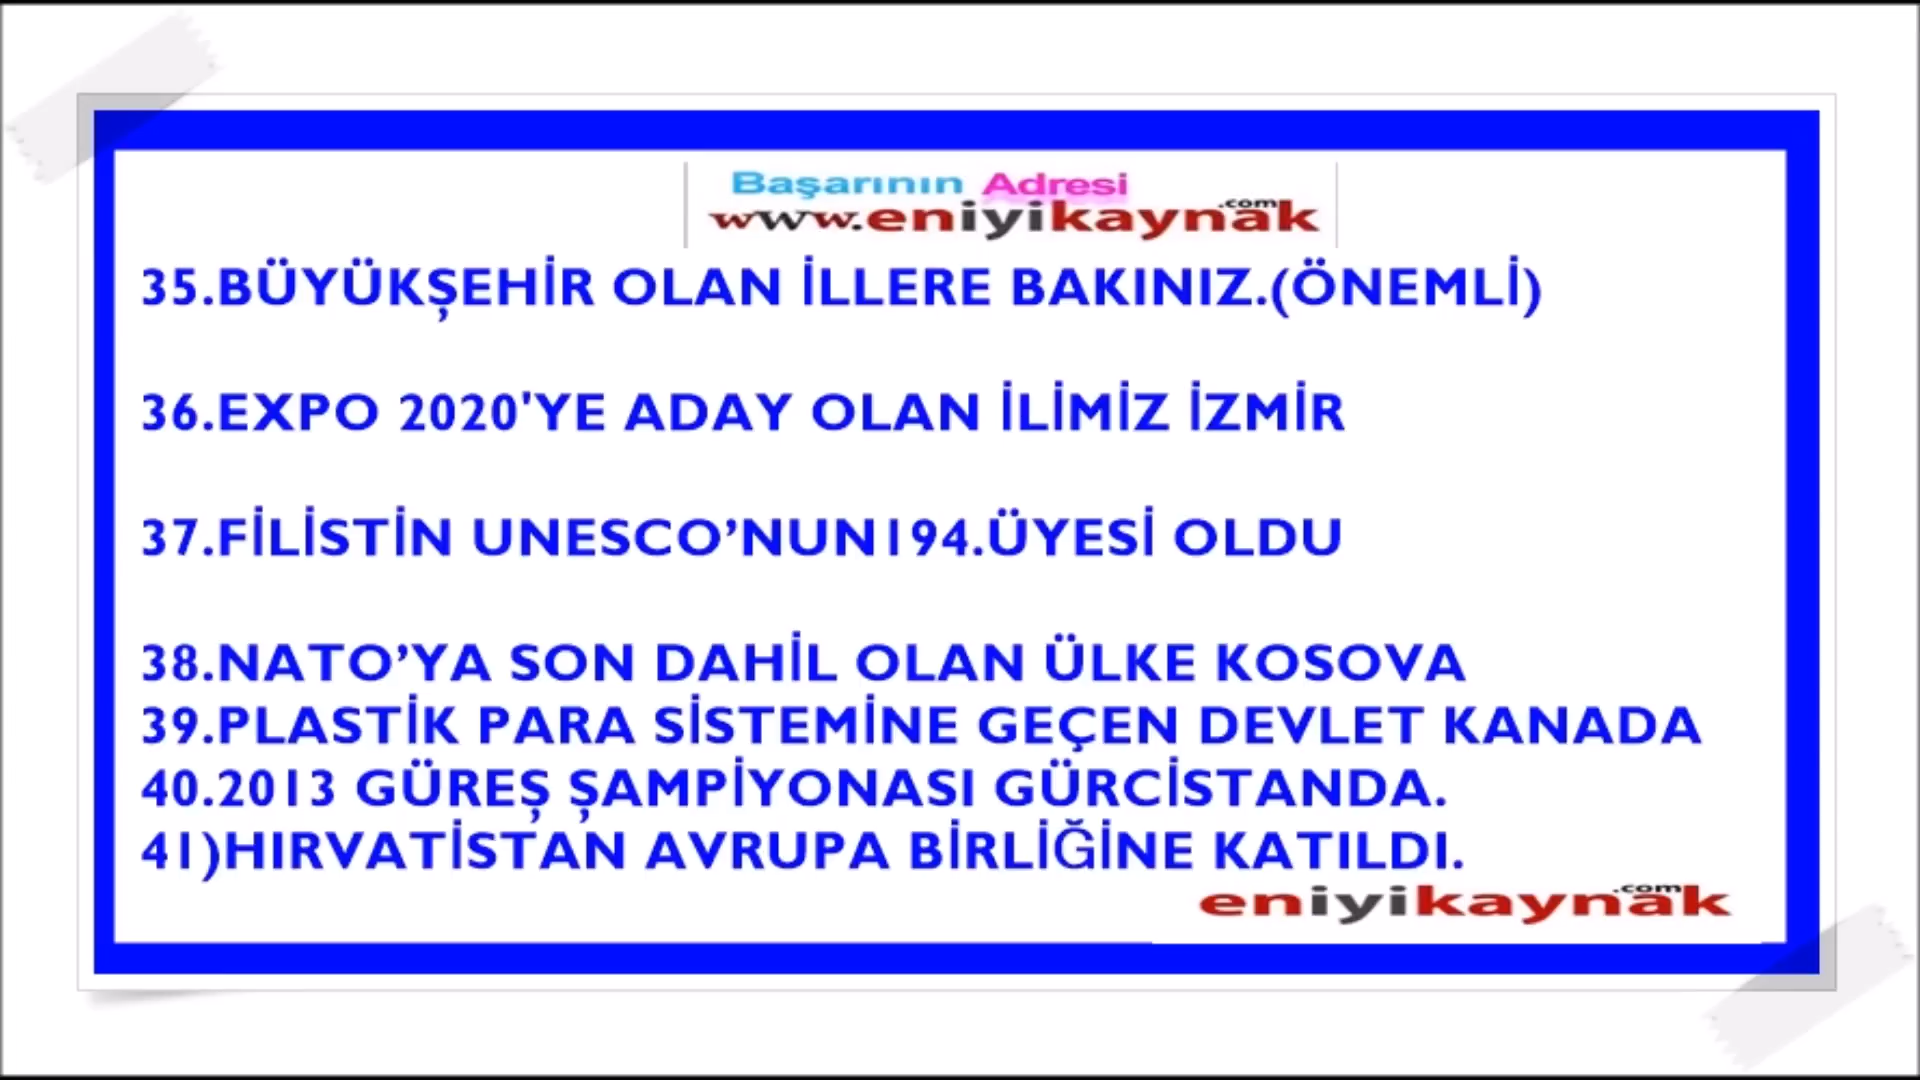 Başarının Adresi
www.eniyikaynak.com
35.BÜYÜKŞEHİR OLAN İLLERE BAKINIZ.(ÖNEMLİ)
36.EXPO 2020'YE ADAY OLAN İLİMİZ İZMİR
37.FİLİSTİN UNESCO’NUN194.ÜYESİ OLDU
38.NATO’YA SON DAHİL OLAN ÜLKE KOSOVA
39.PLASTİK PARA SİSTEMİNE GEÇEN DEVLET KANADA
40.2013 GÜREŞ ŞAMPİYONASI GÜRCİSTANDA.
41)HIRVATİSTAN AVRUPA BİRLİĞİNE KATILDI.
eniyikaynak.com